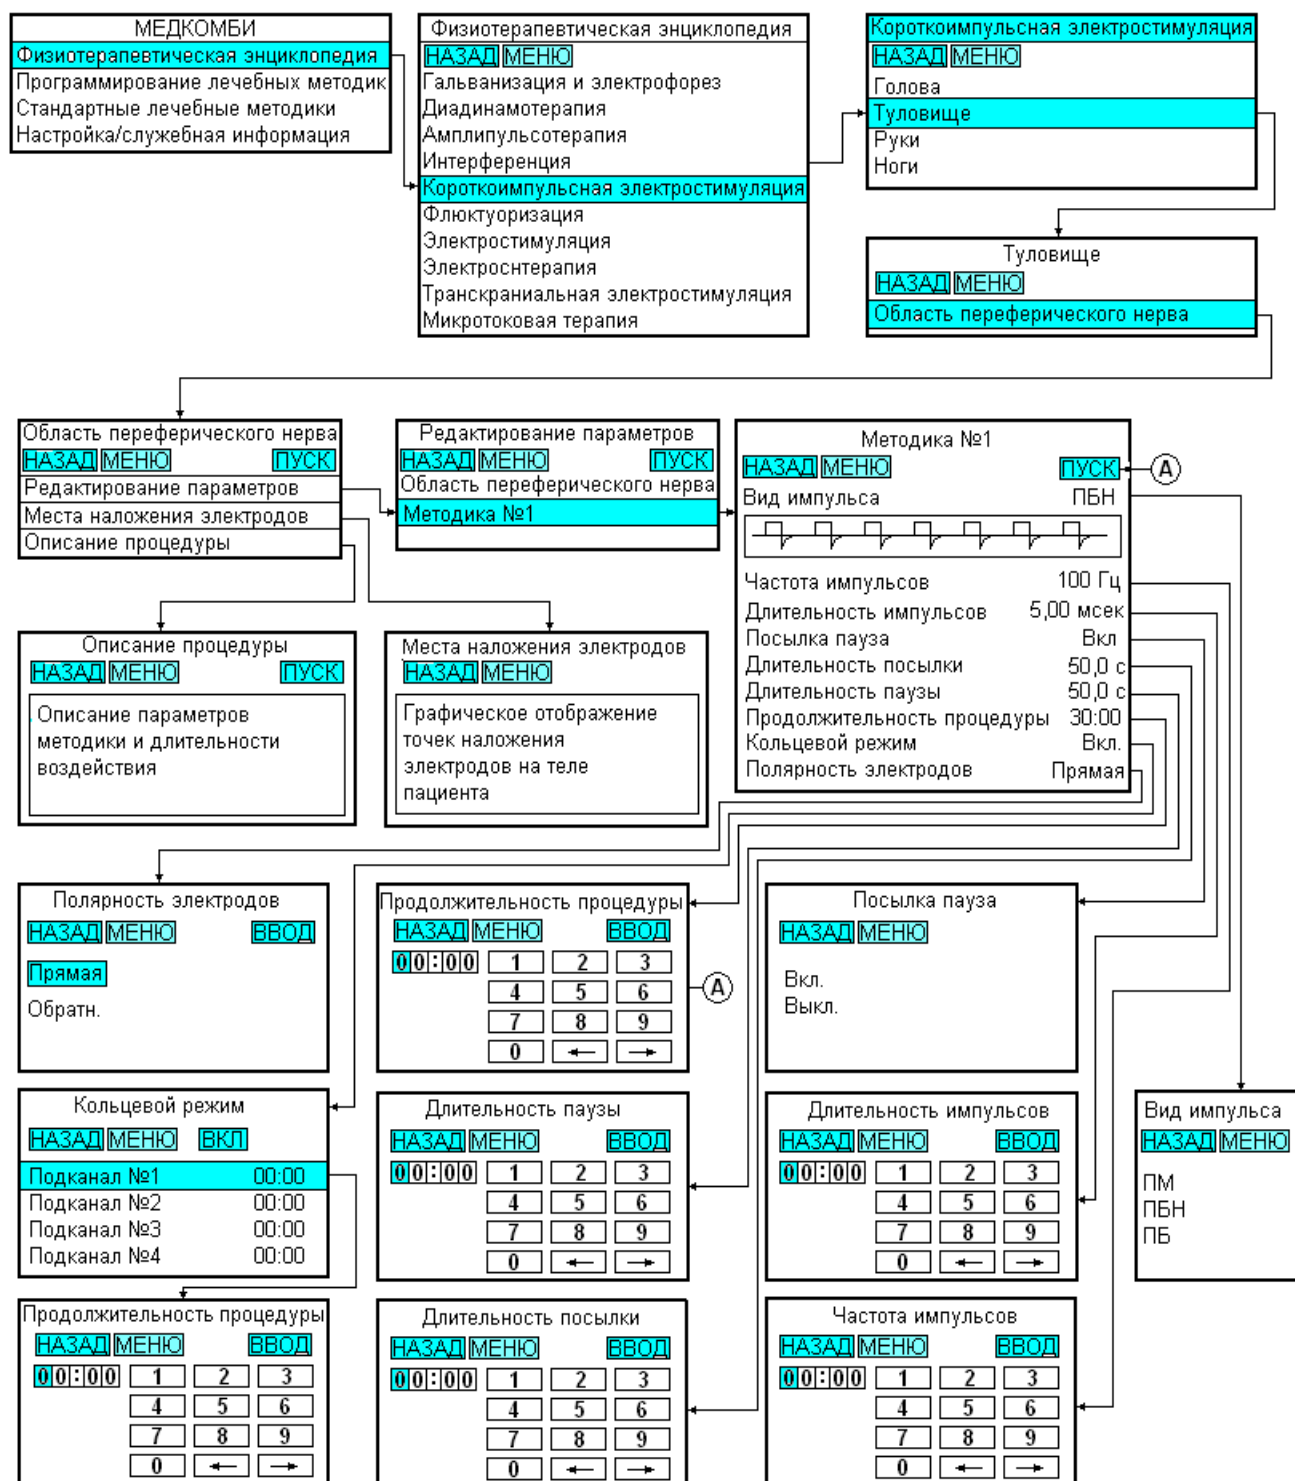 МЕДКОМБИ
Физиотерапевтическая энциклопедия
Программирование лечебных методик
Стандартные лечебные методики
Настройка/служебная информация
Физиотерапевтическая энциклопедия
НАЗАД МЕНЮ
Гальванизация и электрофорез
Диадинамотерапия
Амплипульсотерапия
Интерференция
Короткоимпульсная электростимуляция
Флюктуоризация
Электростимуляция
Электроснтерапия
Транскраниальная электростимуляция
Микротоковая терапия
Короткоимпульсная электростимуляция
НАЗАД МЕНЮ
Голова
Туловище
Руки
Ноги
Туловище
НАЗАД МЕНЮ
Область переферического нерва
Область переферического нерва
НАЗАД МЕНЮ ПУСК
Редактирование параметров
Места наложения электродов
Описание процедуры
Редактирование параметров
НАЗАД МЕНЮ ПУСК
Область переферического нерва
Методика №1
Методика №1
НАЗАД МЕНЮ ПУСК
А
Вид импульса ПБН
Частота импульсов 100 Гц
Длительность импульсов 5,00 мсек
Посылка пауза Вкл
Длительность посылки 50,0 с
Длительность паузы 50,0 с
Продолжительность процедуры 30:00
Кольцевой режим Вкл.
Полярность электродов Прямая
Описание процедуры
НАЗАД МЕНЮ ПУСК
Описание параметров
методики и длительности
воздействия
Места наложения электродов
НАЗАД МЕНЮ
Графическое отображение
точек наложения
электродов на теле
пациента
Полярность электродов
НАЗАД МЕНЮ ВВОД
Прямая
Обратн.
Продолжительность процедуры
НАЗАД МЕНЮ ВВОД
00:00 1 2 3
4 5 6
7 8 9
0 ← →
А
Посылка пауза
НАЗАД МЕНЮ
Вкл.
Выкл.
Кольцевой режим
НАЗАД МЕНЮ ВКЛ
Подканал №1 00:00
Подканал №2 00:00
Подканал №3 00:00
Подканал №4 00:00
Длительность паузы
НАЗАД МЕНЮ ВВОД
00:00 1 2 3
4 5 6
7 8 9
0 ← →
Длительность импульсов
НАЗАД МЕНЮ ВВОД
00:00 1 2 3
4 5 6
7 8 9
0 ← →
Вид импульса
НАЗАД МЕНЮ
ПМ
ПБН
ПБ
Продолжительность процедуры
НАЗАД МЕНЮ ВВОД
00:00 1 2 3
4 5 6
7 8 9
0 ← →
Длительность посылки
НАЗАД МЕНЮ ВВОД
00:00 1 2 3
4 5 6
7 8 9
0 ← →
Частота импульсов
НАЗАД МЕНЮ ВВОД
00:00 1 2 3
4 5 6
7 8 9
0 ← →